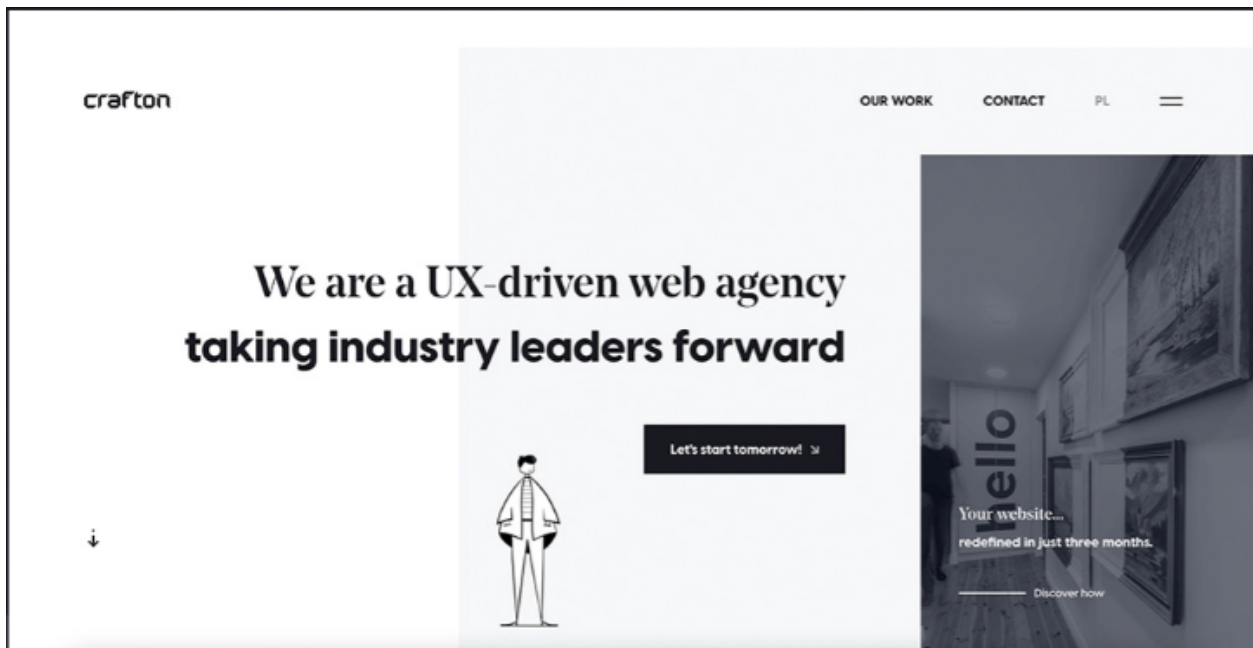 crafton
OUR WORK CONTACT PL
We are a UX-driven web agency
taking industry leaders forward
Let's start tomorrow!
hello
Your website...
redefined in just three months.
Discover how